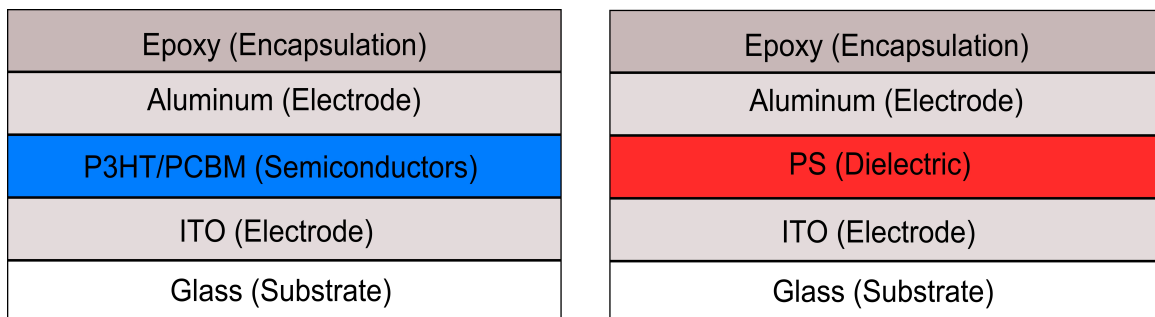 Epoxy (Encapsulation)
Aluminum (Electrode)
P3HT/PCBM (Semiconductors)
ITO (Electrode)
Glass (Substrate)
Epoxy (Encapsulation)
Aluminum (Electrode)
PS (Dielectric)
ITO (Electrode)
Glass (Substrate)